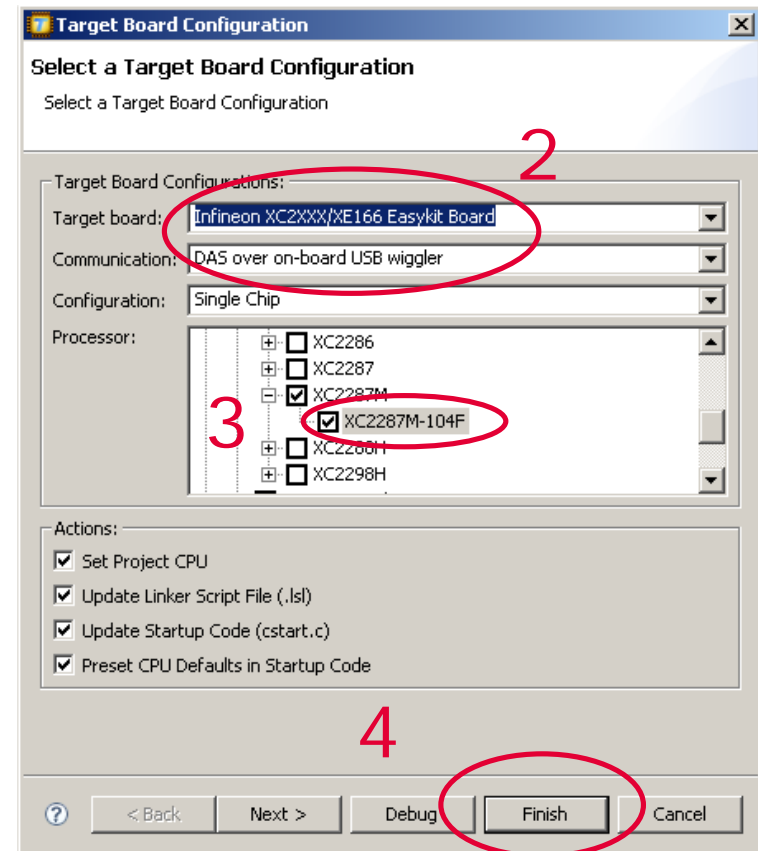 Target Board Configuration
Select a Target Board Configuration
Select a Target Board Configuration
2
Target Board Configurations:
Target board: Infineon XC2XXX/XE166 Easykit Board
Communication: DAS over on-board USB wiggler
Configuration: Single Chip
Processor: XC2286
XC2287
XC2287M
3 XC2287M-104F
XC2288H
XC2298H
Actions:
Set Project CPU
Update Linker Script File (.lsl)
Update Startup Code (cstart.c)
Preset CPU Defaults in Startup Code
4
? < Back Next > Debug Finish Cancel